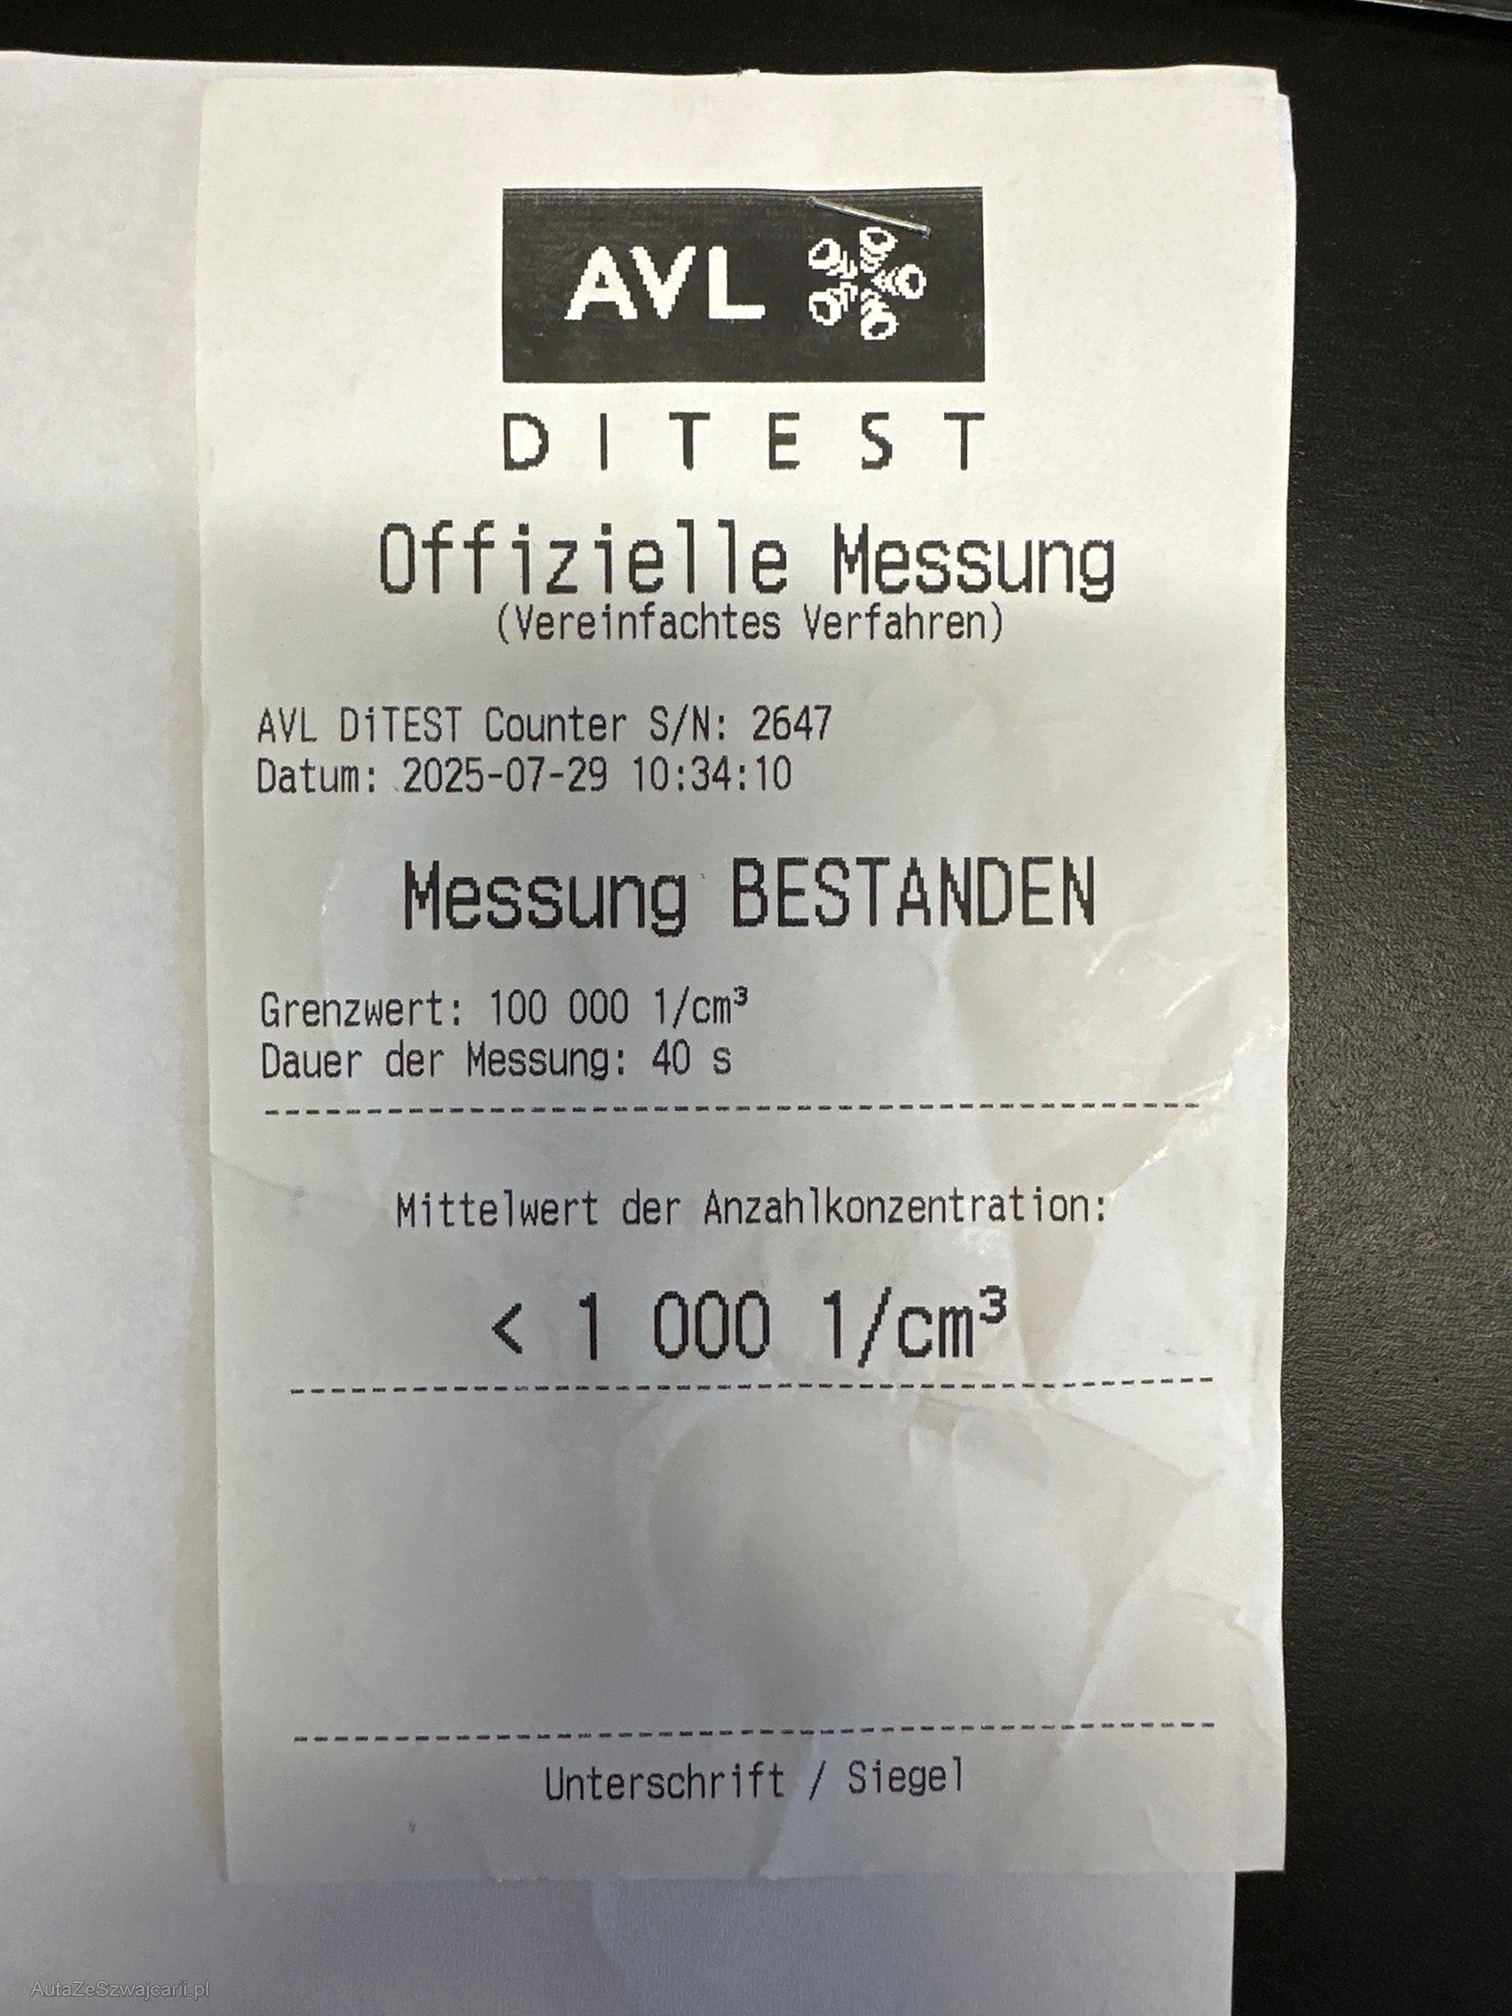 AVL
DITEST
Offizielle Messung
(Vereinfachtes Verfahren)
AVL DiTEST Counter S/N: 2647
Datum: 2025-07-29 10:34:10
Messung BESTANDEN
Grenzwert: 100 000 1/cm³
Dauer der Messung: 40 s
Mittelwert der Anzahlkonzentration:
< 1 000 1/cm³
Unterschrift / Siegel
AutaZeSzwajcarii.pl